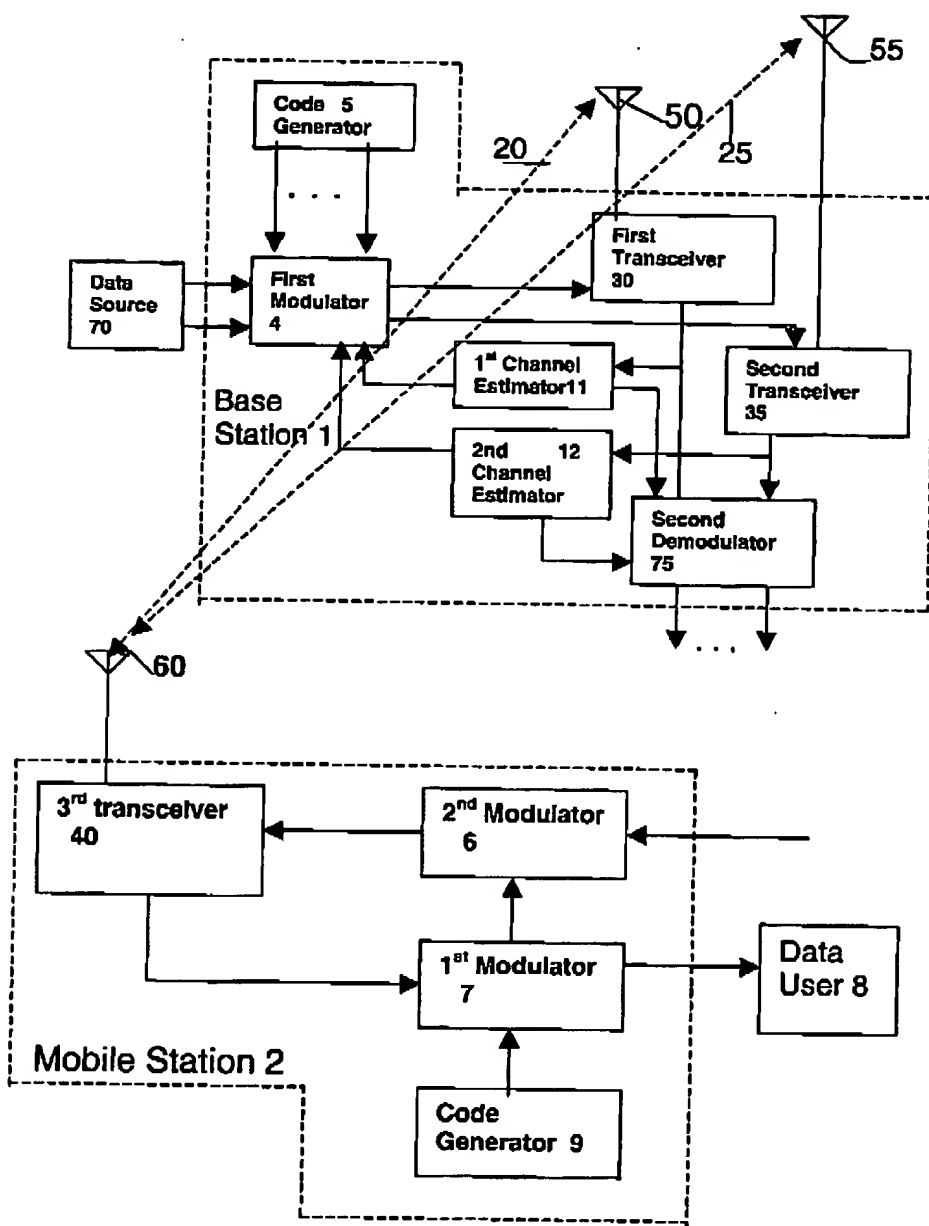 55
Code 5
Generator
50
20
25
. . .
First
Transceiver
30
Data
Source
70
First
Modulator
4
1st Channel
Estimator11
Second
Transceiver
35
Base
Station 1
2nd 12
Channel
Estimator
Second
Demodulator
75
. . .
60
3rd transceiver
40
2nd Modulator
6
1st Modulator
7
Data
User 8
Mobile Station 2
Code
Generator 9